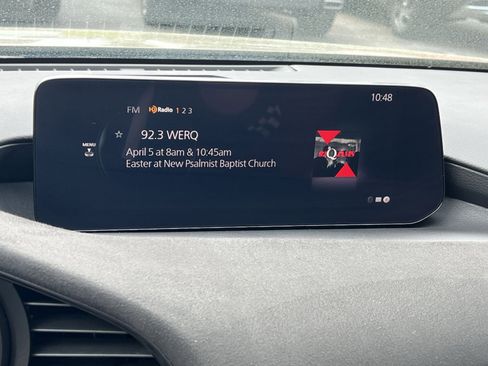 10:48
FM HD Radio 1 2 3
☆ 92.3 WERQ
MENU
April 5 at 8am & 10:45am
Easter at New Psalmist Baptist Church